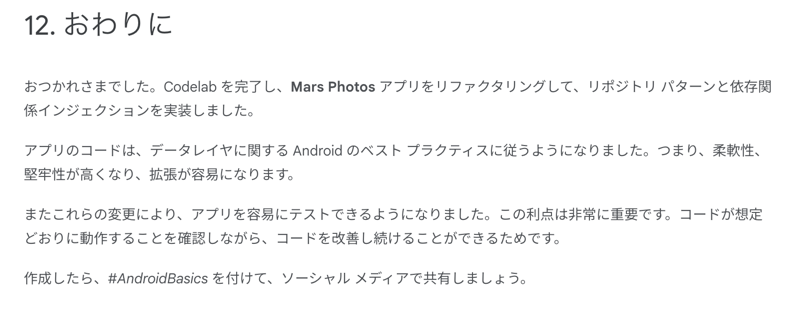 12. おわりに
おつかれさまでした。Codelab を完了し、Mars Photos アプリをリファクタリングして、リポジトリ パターンと依存関
係インジェクションを実装しました。
アプリのコードは、データレイヤに関する Android のベスト プラクティスに従うようになりました。つまり、柔軟性、
堅牢性が高くなり、拡張が容易になります。
またこれらの変更により、アプリを容易にテストできるようになりました。この利点は非常に重要です。コードが想定
どおりに動作することを確認しながら、コードを改善し続けることができるためです。
作成したら、#AndroidBasics を付けて、ソーシャル メディアで共有しましょう。